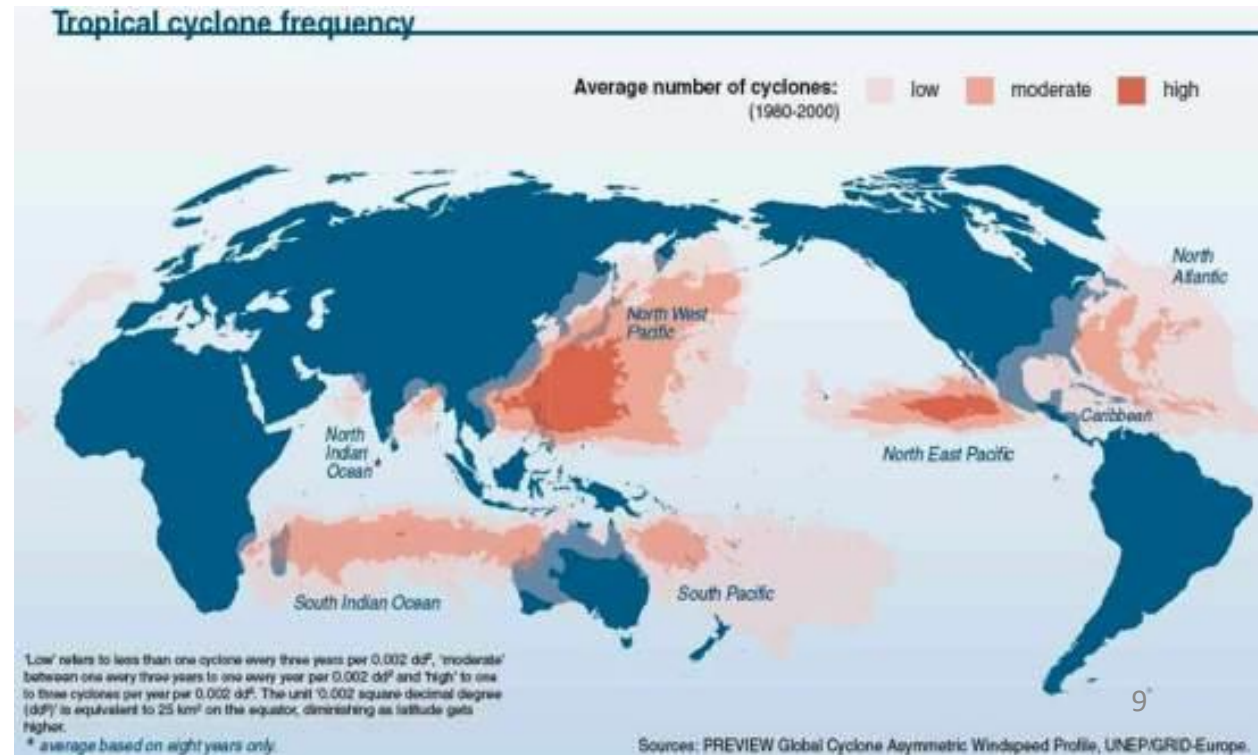 Tropical cyclone frequency
Average number of cyclones: low moderate high
(1980-2000)
North
Atlantic
North West
Pacific
Caribbean
North
Indian
Ocean*
North East Pacific
South Indian Ocean
South Pacific
'Low' refers to less than one cyclone every three years per 0.002 dd², 'moderate'
between one every three years to one every year per 0.002 dd² and 'high' to one
to three cyclones per year per 0.002 dd². The unit '0.002 square decimal degree
(dd²)' is equivalent to 25 km² on the equator, diminishing as latitude gets
higher.
* average based on eight years only.
9
Sources: PREVIEW Global Cyclone Asymmetric Windspeed Profile, UNEP/GRID-Europe.